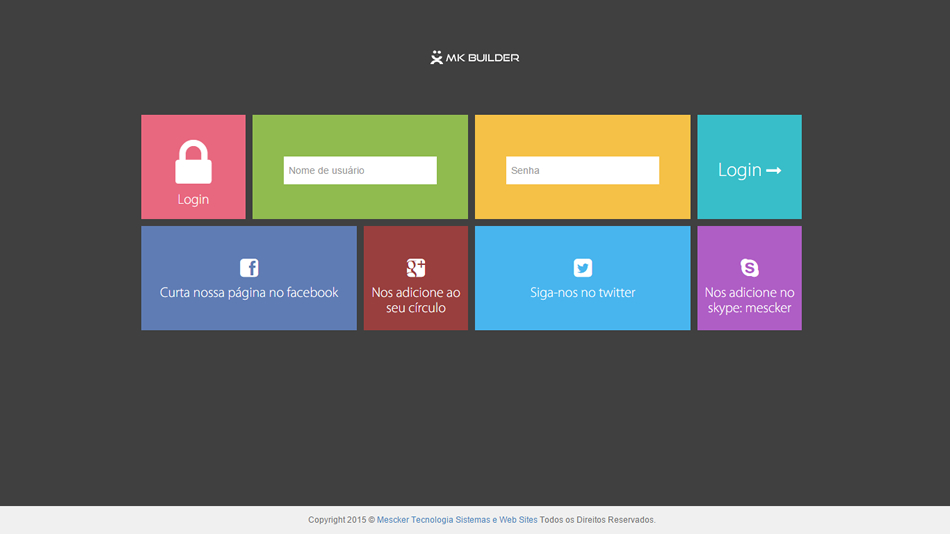 MK BUILDER
Login
Nome de usuário
Senha
Login
Curta nossa página no facebook
Nos adicione ao
seu círculo
Siga-nos no twitter
Nos adicione no
skype: mescker
Copyright 2015 © Mescker Tecnologia Sistemas e Web Sites Todos os Direitos Reservados.